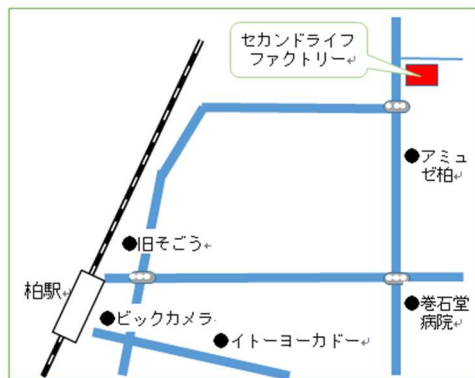 セカンドライフ
ファクトリー
●アミュ
ゼ柏
●旧そごう
柏駅
●ビックカメラ
●巻石堂
病院
●イトーヨーカドー